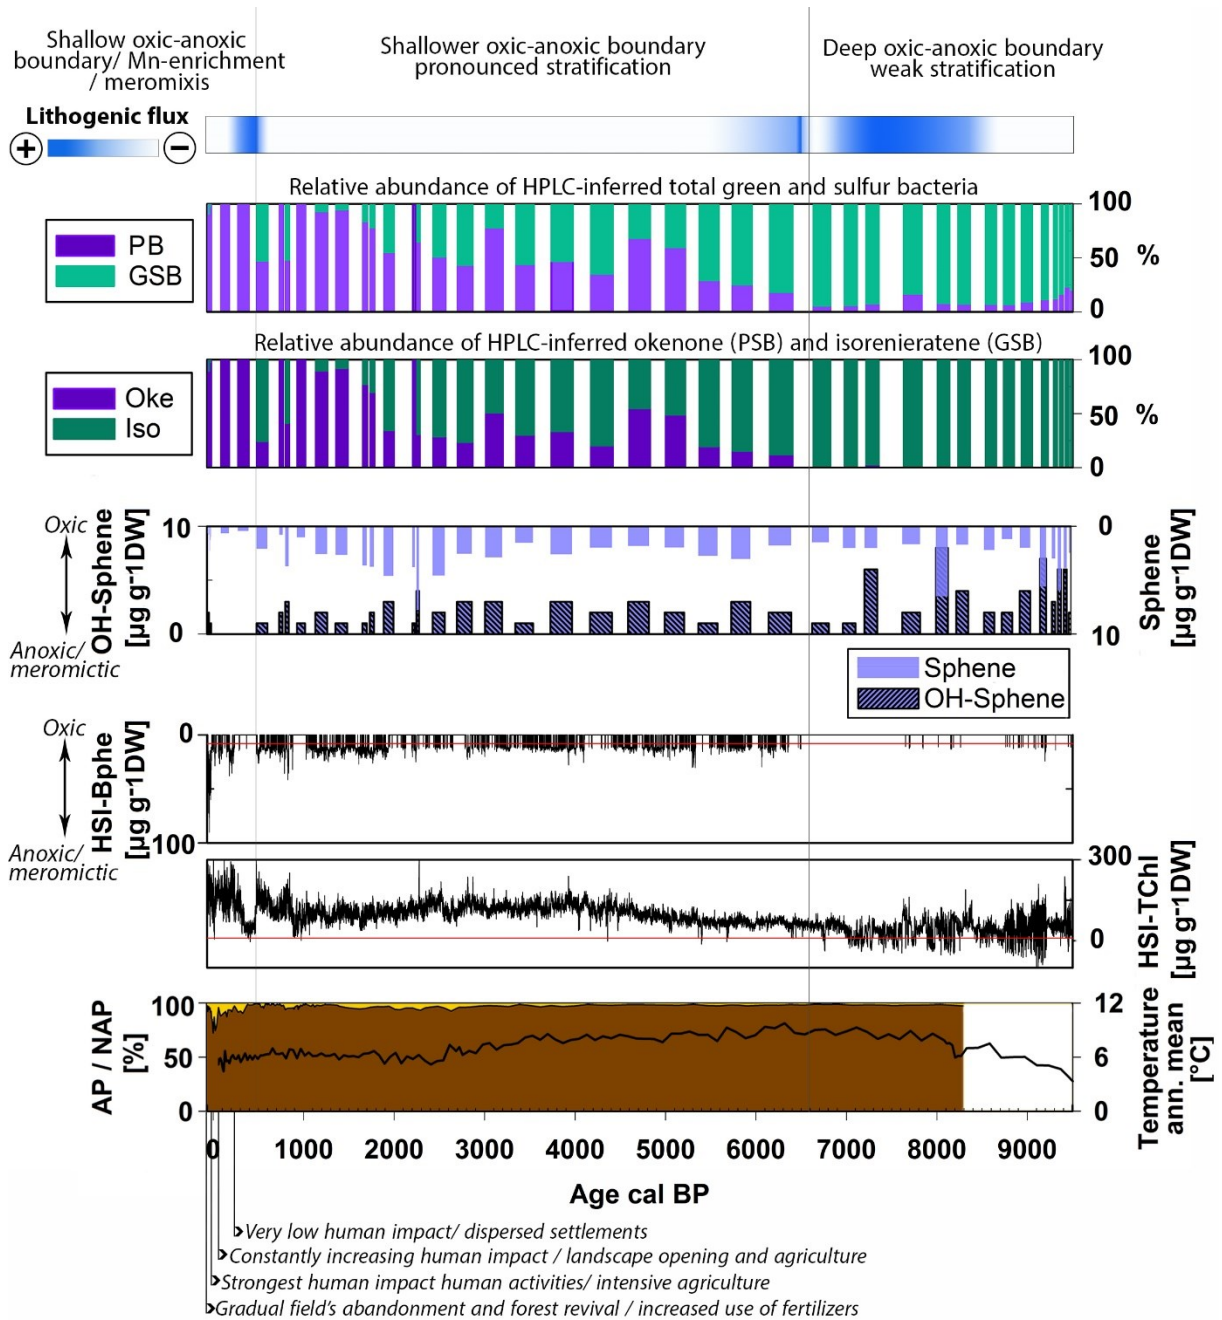 Shallow oxic-anoxic
boundary/ Mn-enrichment
/ meromixis
Shallower oxic-anoxic boundary
pronounced stratification
Deep oxic-anoxic boundary
weak stratification
Lithogenic flux
+ −
Relative abundance of HPLC-inferred total green and sulfur bacteria
PB
GSB
100
50 %
0
Relative abundance of HPLC-inferred okenone (PSB) and isorenieratene (GSB)
Oke
Iso
100
50 %
0
Oxic
Anoxic/
meromictic
OH-Sphene
[µg g-1DW]
10
0
0
10
Sphene
[µg g-1DW]
Sphene
OH-Sphene
Oxic
Anoxic/
meromictic
HSI-Bphe
[µg g-1DW]
0
100
300
0
HSI-TChl
[µg g-1DW]
AP / NAP
[%]
100
50
0
12
6
0
Temperature
ann. mean
[°C]
0 1000 2000 3000 4000 5000 6000 7000 8000 9000
Age cal BP
Very low human impact/ dispersed settlements
Constantly increasing human impact / landscape opening and agriculture
Strongest human impact human activities/ intensive agriculture
Gradual field's abandonment and forest revival / increased use of fertilizers